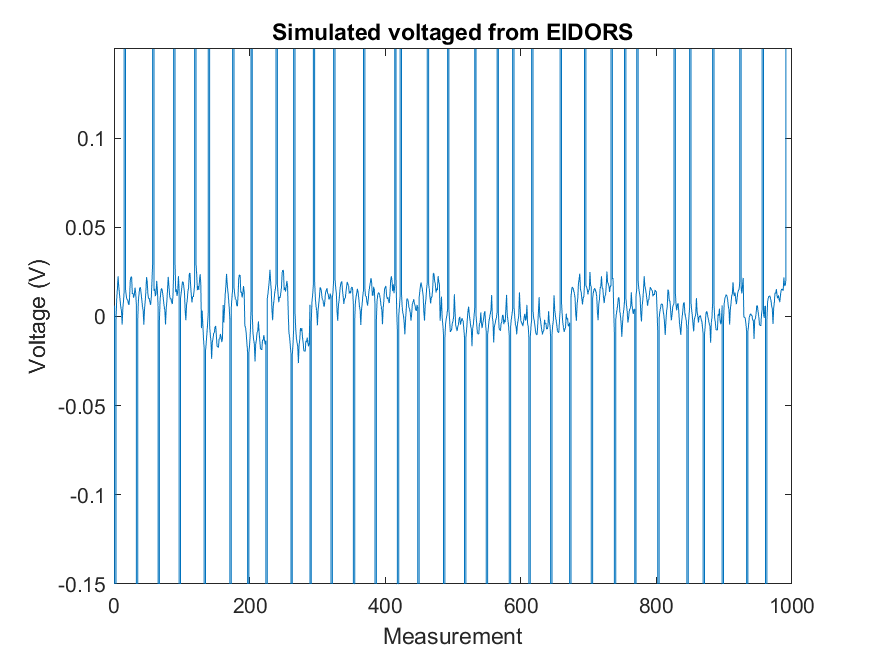 Simulated voltaged from EIDORS
0.1
0.05
0
-0.05
-0.1
-0.15
Voltage (V)
0 200 400 600 800 1000
Measurement